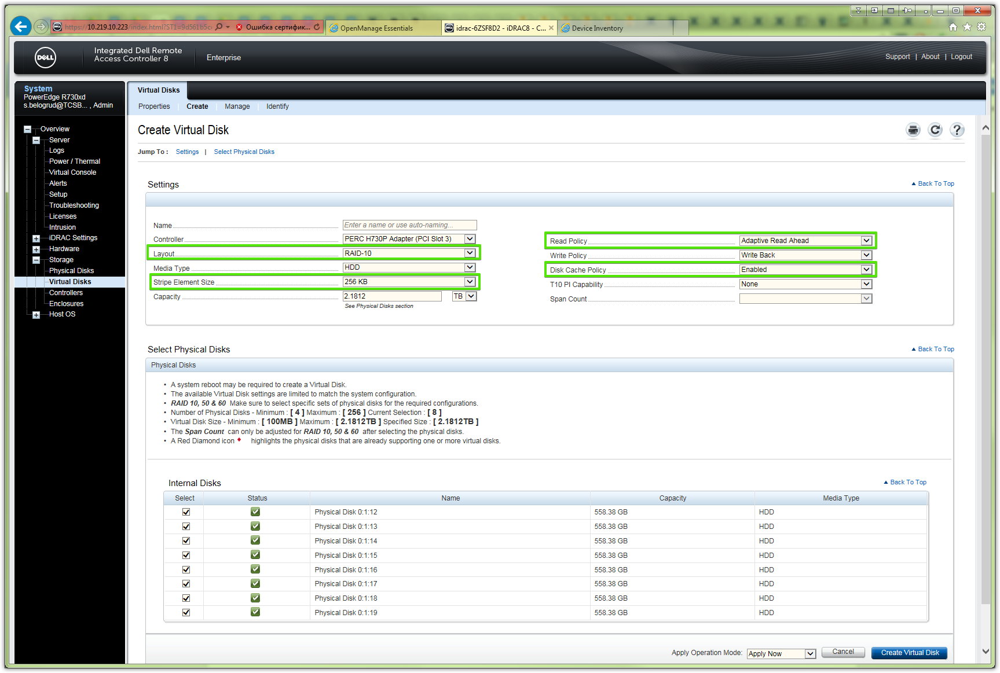 https://10.219.10.223/index.html?ST1=9d561b5c
Ошибка сертифик...
OpenManage Essentials
idrac-6ZSF8D2 - iDRAC8 - C...
Device Inventory
DELL
Integrated Dell Remote
Access Controller 8
Enterprise
Support | About | Logout
System
PowerEdge R730xd
s.belogrud@TCSB... , Admin
Overview
Server
Logs
Power / Thermal
Virtual Console
Alerts
Setup
Troubleshooting
Licenses
Intrusion
iDRAC Settings
Hardware
Storage
Physical Disks
Virtual Disks
Controllers
Enclosures
Host OS
Virtual Disks
Properties | Create | Manage | Identify
Create Virtual Disk
Jump To : Settings | Select Physical Disks
Settings
Back To Top
Name Enter a name or use auto-naming...
Controller PERC H730P Adapter (PCI Slot 3)
Layout RAID-10
Media Type HDD
Stripe Element Size 256 KB
Capacity 2.1812 TB
See Physical Disks section
Read Policy Adaptive Read Ahead
Write Policy Write Back
Disk Cache Policy Enabled
T10 PI Capability None
Span Count
Select Physical Disks
Back To Top
Physical Disks
• A system reboot may be required to create a Virtual Disk.
• The available Virtual Disk settings are limited to match the system configuration.
• RAID 10, 50 & 60 Make sure to select specific sets of physical disks for the required configurations.
• Number of Physical Disks - Minimum : [ 4 ] Maximum : [ 256 ] Current Selection : [ 8 ]
• Virtual Disk Size - Minimum : [ 100MB ] Maximum : [ 2.1812TB ] Specified Size : [ 2.1812TB ]
• The Span Count can only be adjusted for RAID 10, 50 & 60 after selecting the physical disks.
• A Red Diamond icon highlights the physical disks that are already supporting one or more virtual disks.
Internal Disks
Back To Top
Select Status Name Capacity Media Type
Physical Disk 0:1:12 558.38 GB HDD
Physical Disk 0:1:13 558.38 GB HDD
Physical Disk 0:1:14 558.38 GB HDD
Physical Disk 0:1:15 558.38 GB HDD
Physical Disk 0:1:16 558.38 GB HDD
Physical Disk 0:1:17 558.38 GB HDD
Physical Disk 0:1:18 558.38 GB HDD
Physical Disk 0:1:19 558.38 GB HDD
Apply Operation Mode: Apply Now Cancel Create Virtual Disk